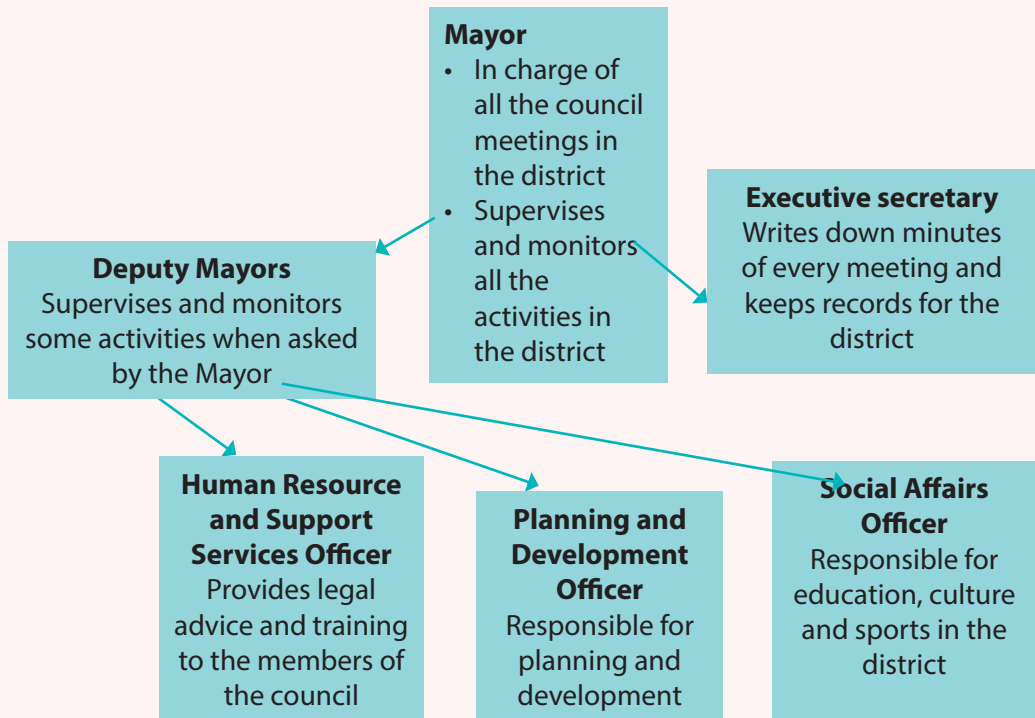 Mayor
• In charge of
all the council
meetings in
the district
• Supervises
and monitors
all the
activities in
the district
Executive secretary
Writes down minutes
of every meeting and
keeps records for the
district
Deputy Mayors
Supervises and monitors
some activities when asked
by the Mayor
Human Resource
and Support
Services Officer
Provides legal
advice and training
to the members of
the council
Planning and
Development
Officer
Responsible for
planning and
development
Social Affairs
Officer
Responsible for
education, culture
and sports in the
district